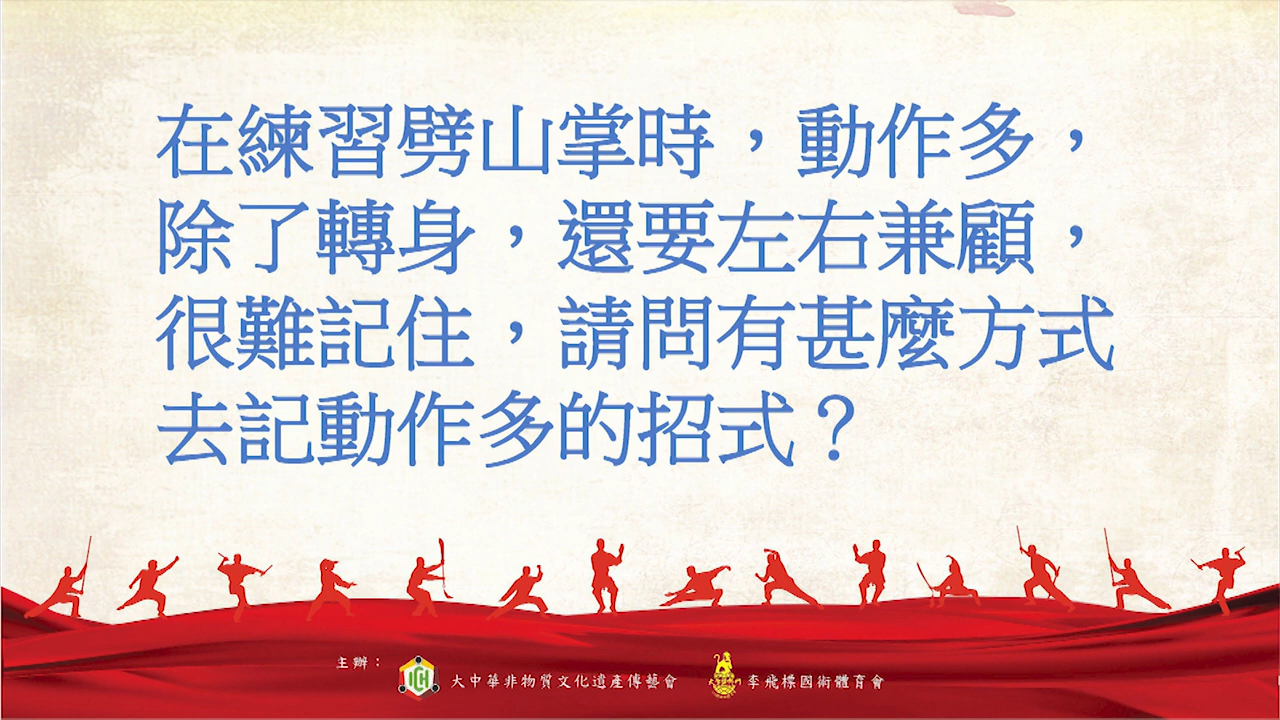 在練習劈山掌時，動作多，
除了轉身，還要左右兼顧，
很難記住，請問有甚麼方式
去記動作多的招式？
主辦：
ICH
大中華非物質文化遺產傳藝會
李飛標國術體育會